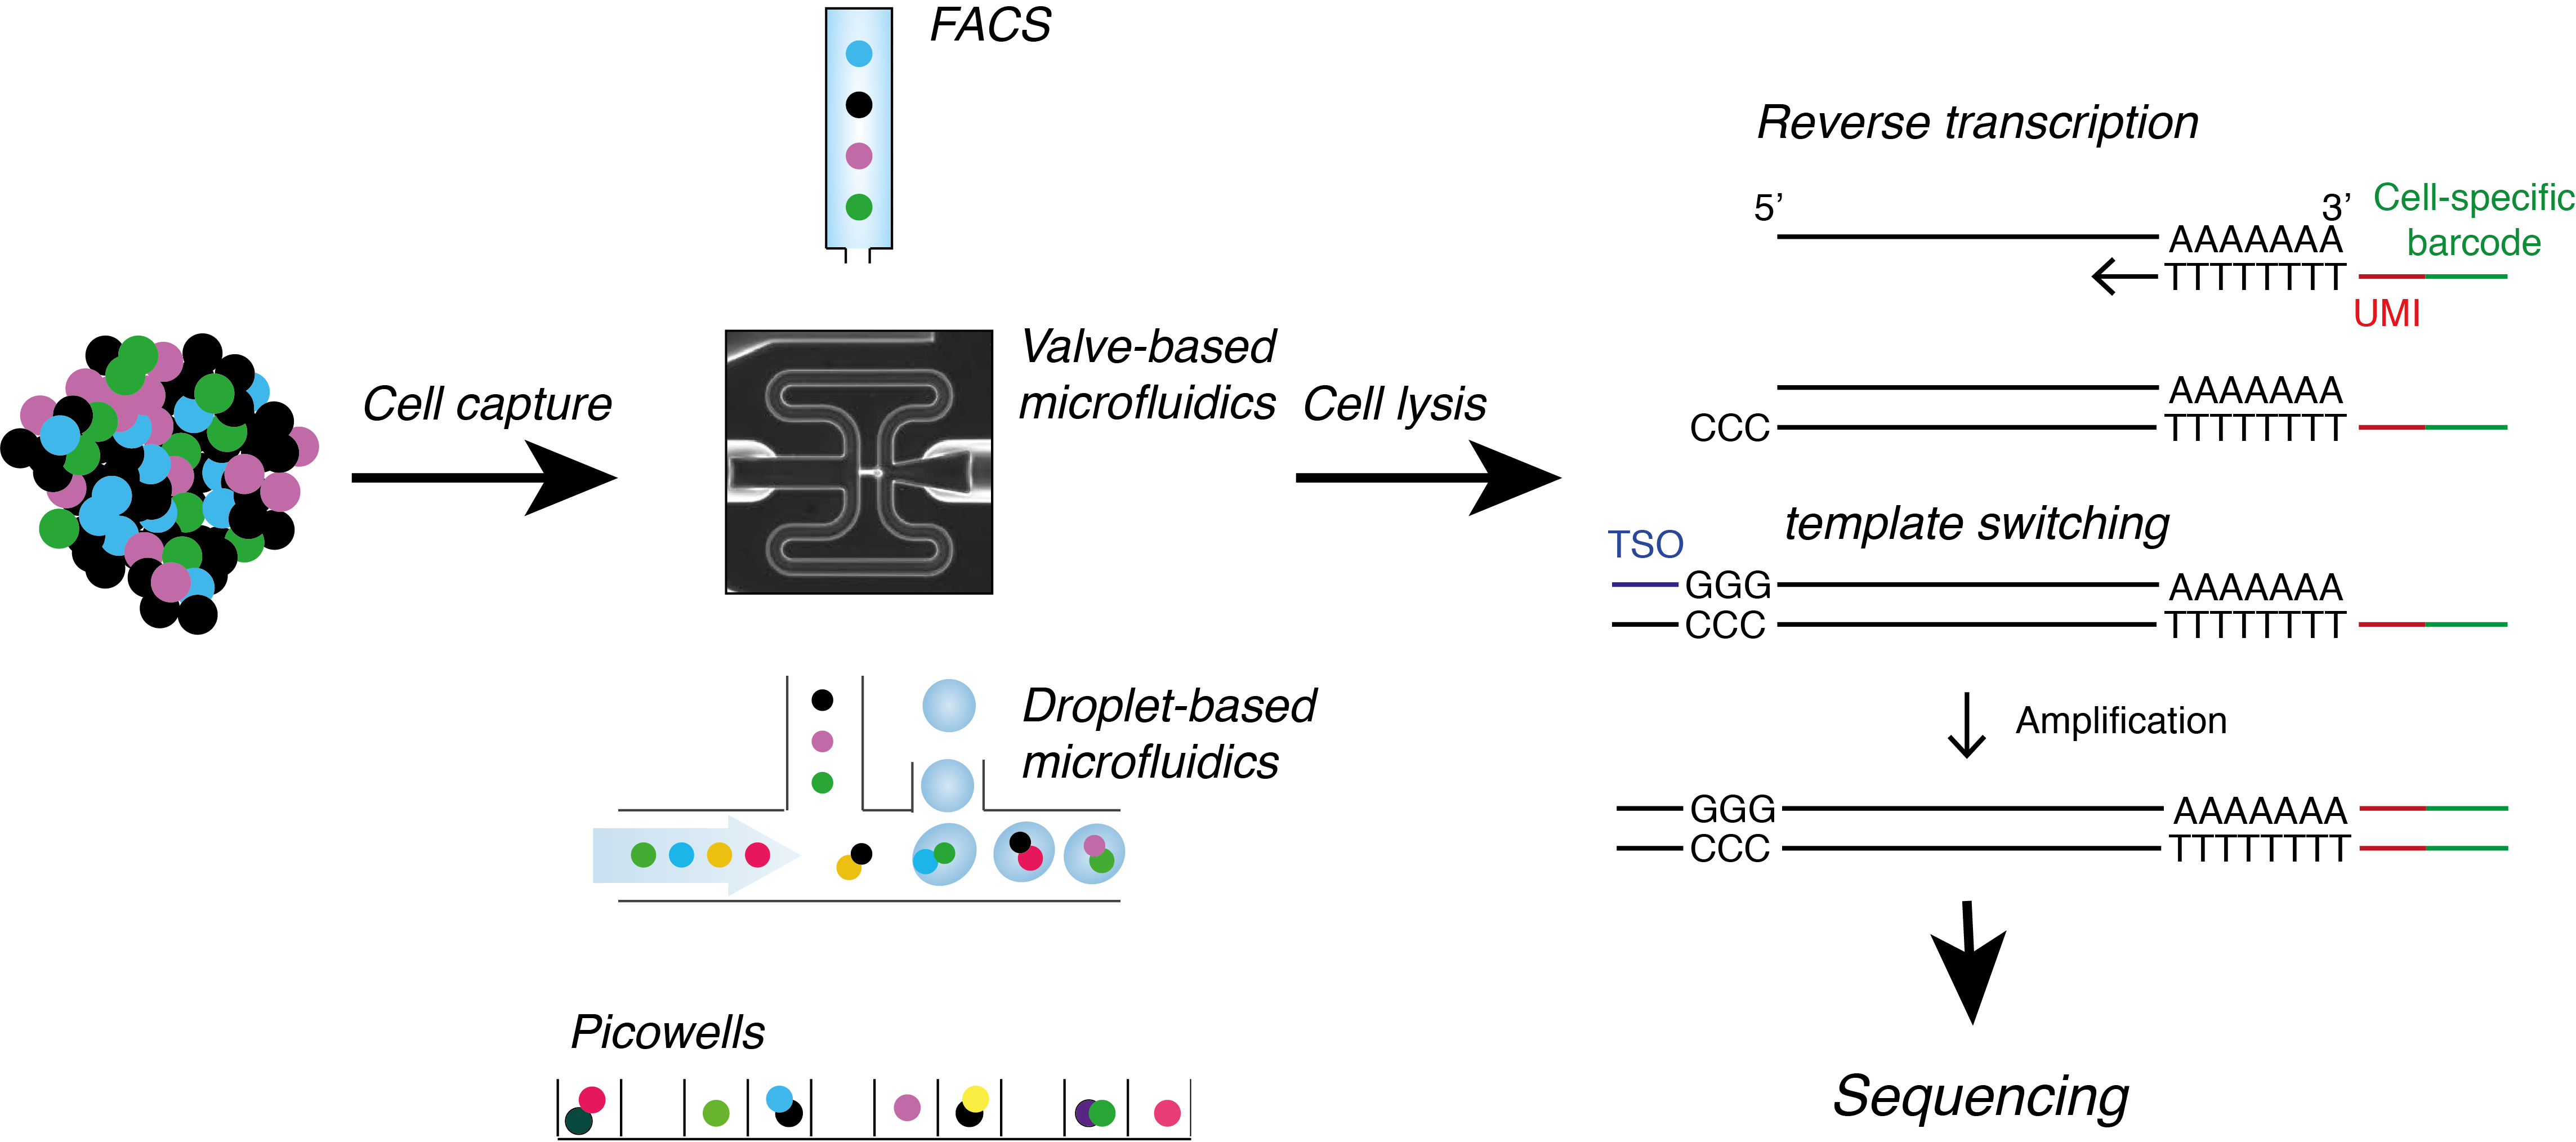 FACS
Cell capture
Valve-based
microfluidics
Droplet-based
microfluidics
Picowells
Cell lysis
Reverse transcription
5’
3’
Cell-specific
barcode
AAAAAAA
TTTTTTTT
UMI
AAAAAAA
CCC TTTTTTTT
template switching
TSO
GGG AAAAAAA
CCC TTTTTTTT
Amplification
GGG AAAAAAA
CCC TTTTTTTT
Sequencing